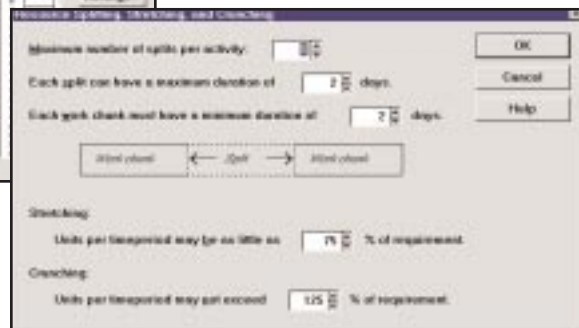 Resource Splitting, Stretching, and Crunching
Maximum number of splits per activity:
OK
Each split can have a maximum duration of 2 days.
Cancel
Each work chunk must have a minimum duration of 2 days.
Help
Work chunk Split Work chunk
Stretching:
Units per timeperiod may be as little as 75 % of requirement.
Crunching:
Units per timeperiod may not exceed 125 % of requirement.